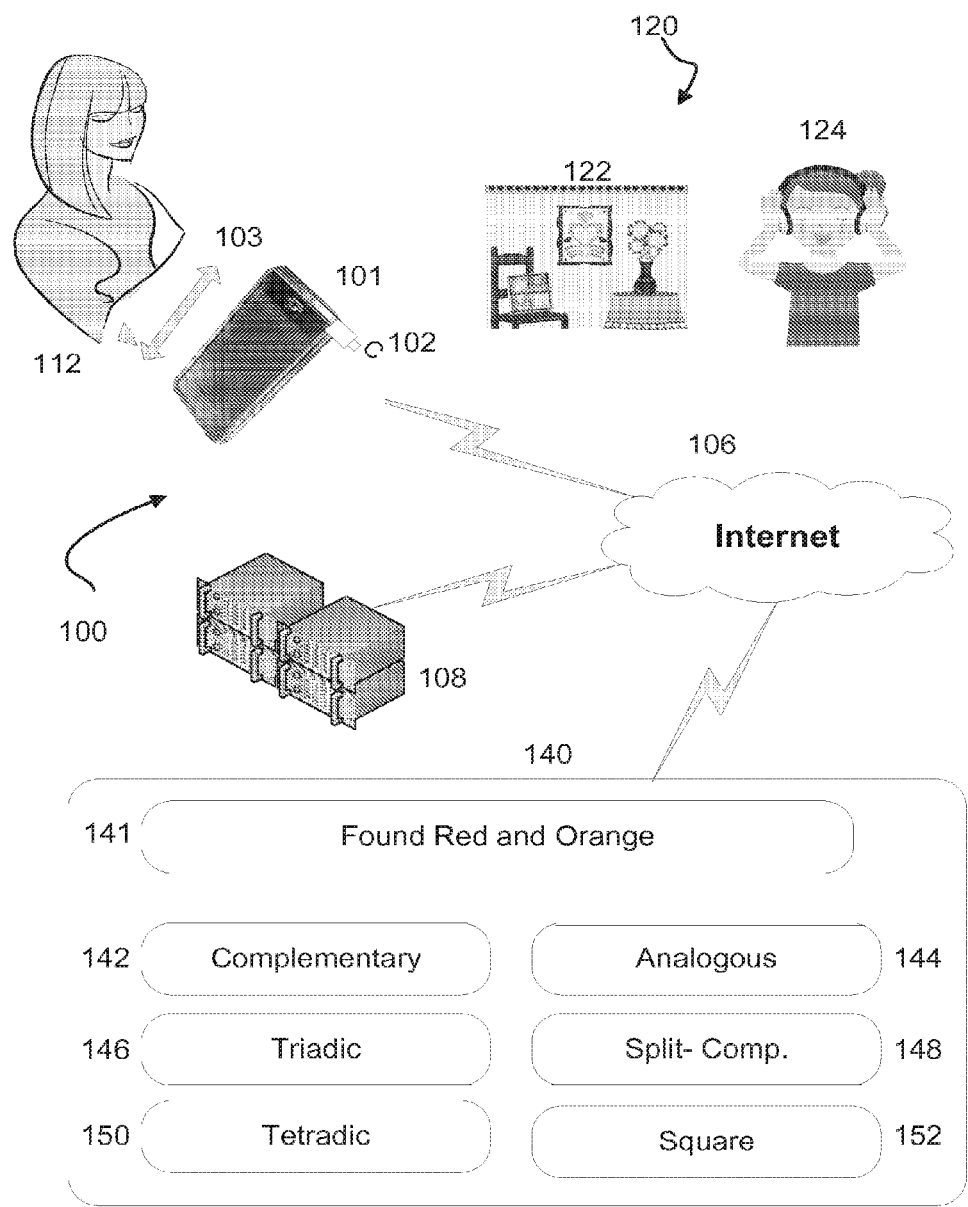 120
124
122
103
101
102
112
106
Internet
100
108
140
141 Found Red and Orange
142 Complementary Analogous 144
146 Triadic Split- Comp. 148
150 Tetradic Square 152